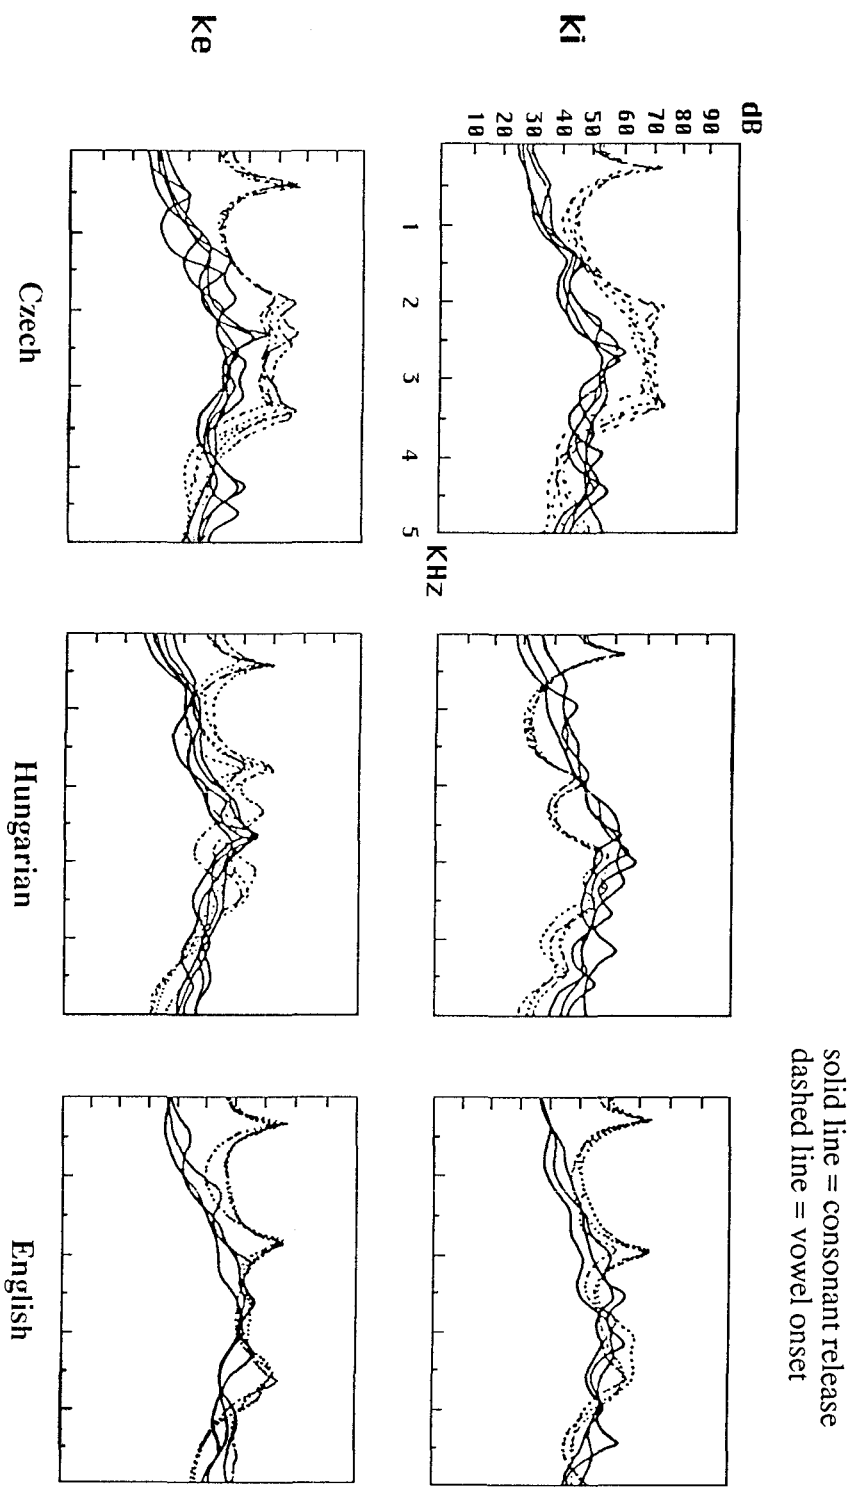 solid line = consonant release
dashed line = vowel onset
dB
90
80
70
60
50
40
30
20
10
ki
1
2
3
4
5
KHz
ke
Czech
Hungarian
English